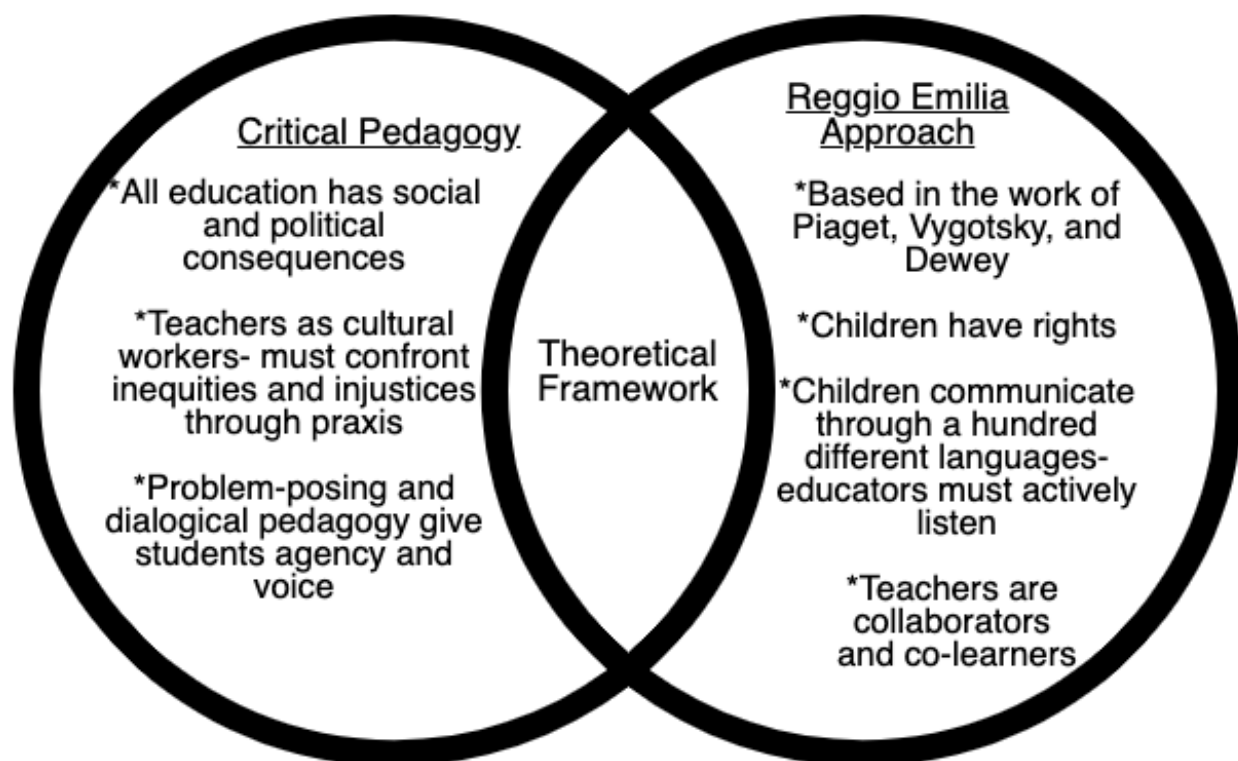 Critical Pedagogy
*All education has social
and political
consequences
*Teachers as cultural
workers- must confront
inequities and injustices
through praxis
*Problem-posing and
dialogical pedagogy give
students agency and
voice
Theoretical
Framework
Reggio Emilia
Approach
*Based in the work of
Piaget, Vygotsky, and
Dewey
*Children have rights
*Children communicate
through a hundred
different languages-
educators must actively
listen
*Teachers are
collaborators
and co-learners